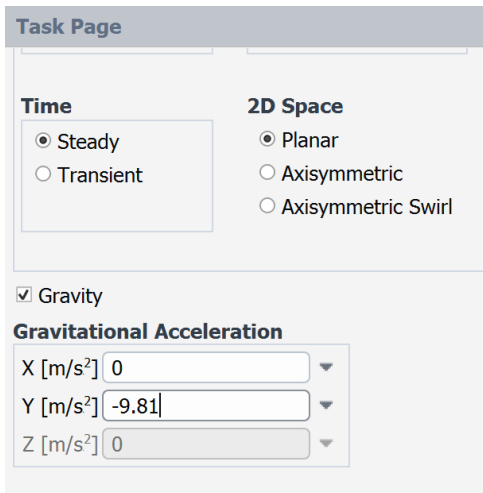 Task Page
Time
2D Space
Steady
Planar
Transient
Axisymmetric
Axisymmetric Swirl
Gravity
Gravitational Acceleration
X [m/s²] 0
Y [m/s²] -9.81
Z [m/s²] 0